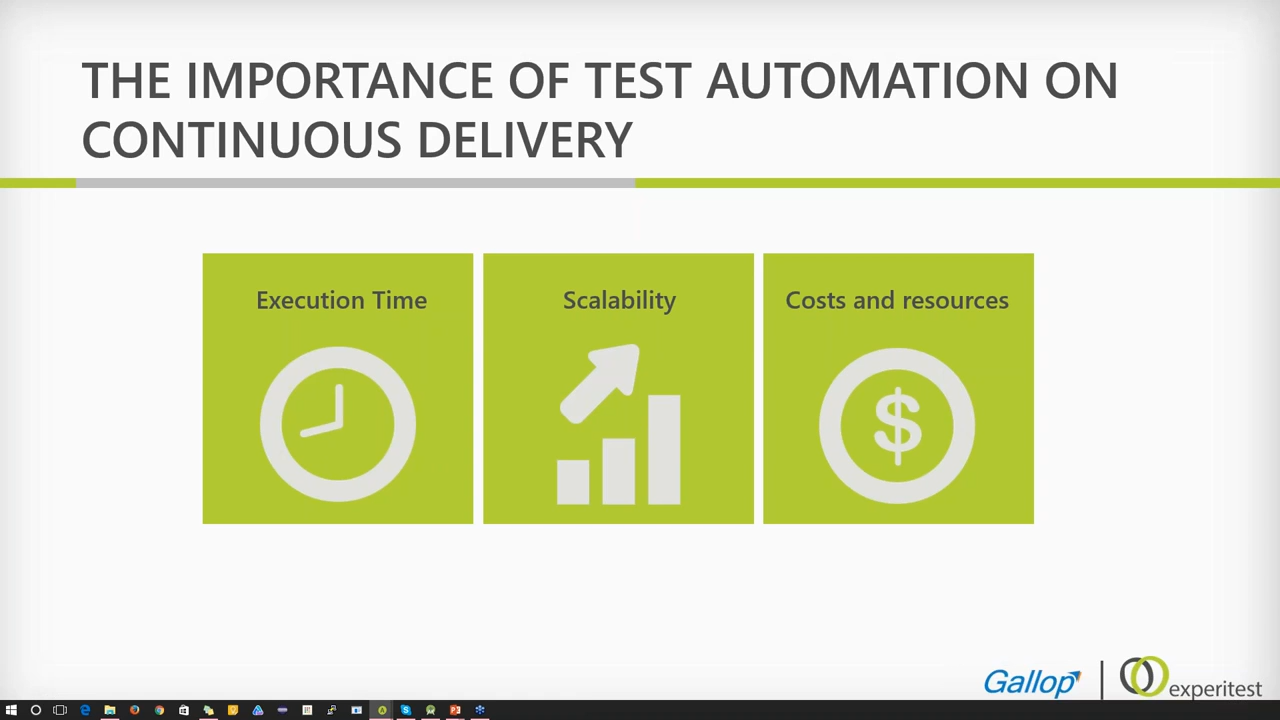 THE IMPORTANCE OF TEST AUTOMATION ON
CONTINUOUS DELIVERY
Execution Time
Scalability
Costs and resources
$
Gallop
experitest